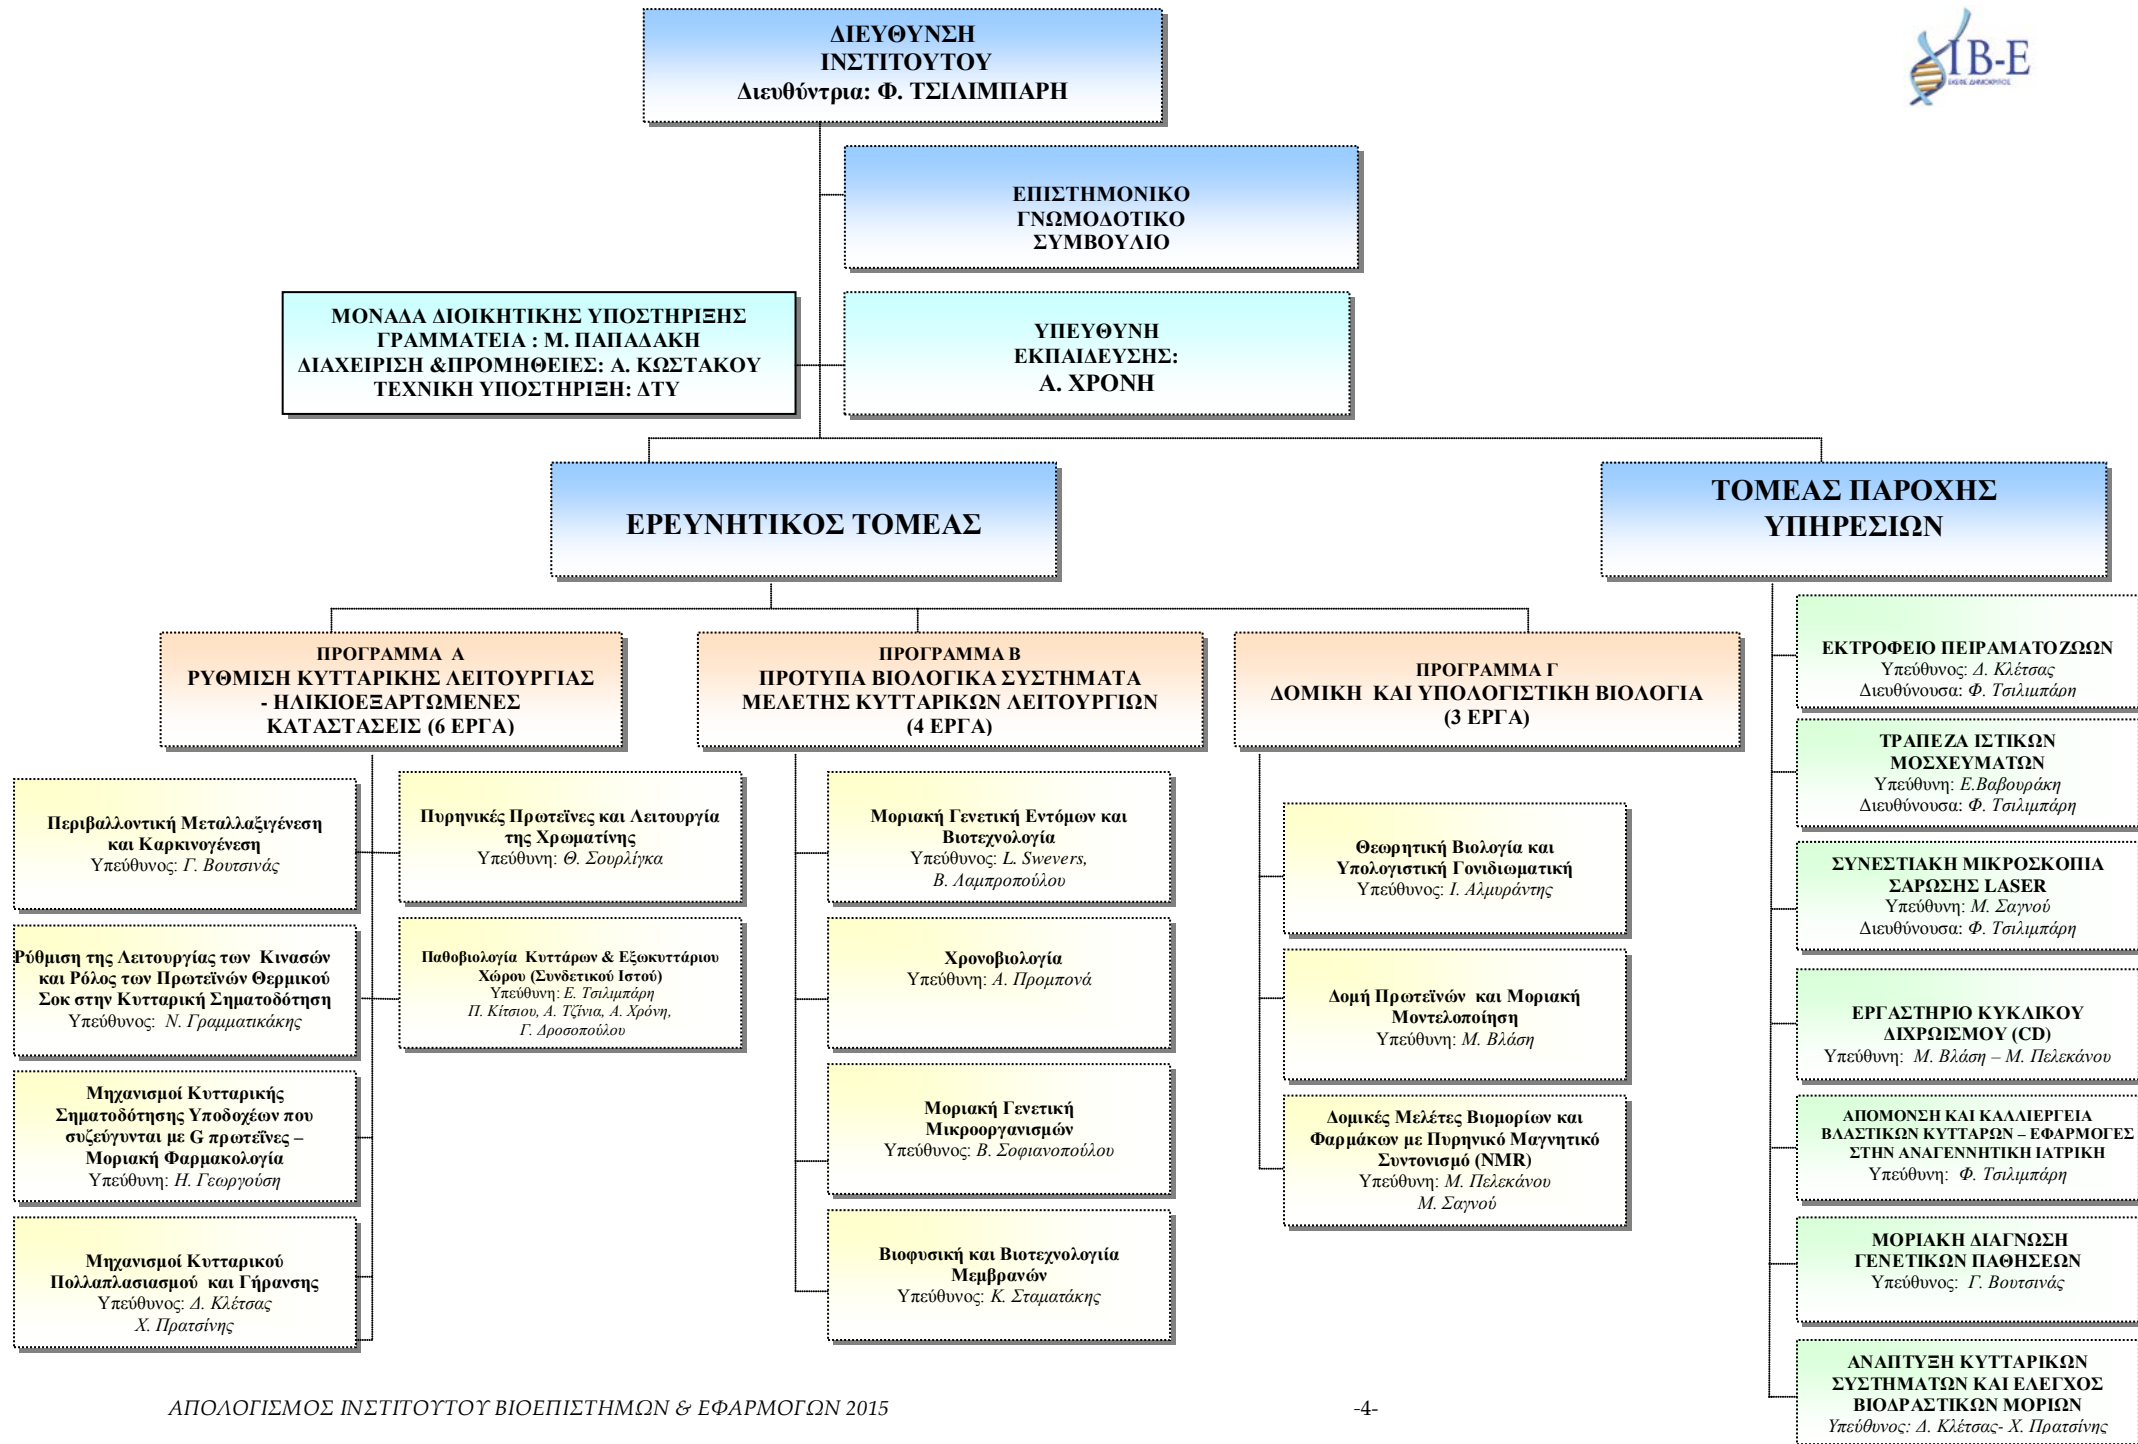 ΔΙΕΥΘΥΝΣΗ
ΙΝΣΤΙΤΟΥΤΟΥ
Διευθύντρια: Φ. ΤΣΙΛΙΜΠΑΡΗ
ΙΒ-Ε
ΕΚΕΦΕ ΔΗΜΟΚΡΙΤΟΣ
ΕΠΙΣΤΗΜΟΝΙΚΟ
ΓΝΩΜΟΔΟΤΙΚΟ
ΣΥΜΒΟΥΛΙΟ
ΜΟΝΑΔΑ ΔΙΟΙΚΗΤΙΚΗΣ ΥΠΟΣΤΗΡΙΞΗΣ
ΓΡΑΜΜΑΤΕΙΑ : Μ. ΠΑΠΑΔΑΚΗ
ΔΙΑΧΕΙΡΙΣΗ &ΠΡΟΜΗΘΕΙΕΣ: Α. ΚΩΣΤΑΚΟΥ
ΤΕΧΝΙΚΗ ΥΠΟΣΤΗΡΙΞΗ: ΔΤΥ
ΥΠΕΥΘΥΝΗ
ΕΚΠΑΙΔΕΥΣΗΣ:
Α. ΧΡΟΝΗ
ΕΡΕΥΝΗΤΙΚΟΣ ΤΟΜΕΑΣ
ΤΟΜΕΑΣ ΠΑΡΟΧΗΣ
ΥΠΗΡΕΣΙΩΝ
ΠΡΟΓΡΑΜΜΑ Α
ΡΥΘΜΙΣΗ ΚΥΤΤΑΡΙΚΗΣ ΛΕΙΤΟΥΡΓΙΑΣ
- ΗΛΙΚΙΟΕΞΑΡΤΩΜΕΝΕΣ
ΚΑΤΑΣΤΑΣΕΙΣ (6 ΕΡΓΑ)
Περιβαλλοντική Μεταλλαξιγένεση
και Καρκινογένεση
Υπεύθυνος: Γ. Βουτσινάς
Ρύθμιση της Λειτουργίας των Κινασών
και Ρόλος των Πρωτεϊνών Θερμικού
Σοκ στην Κυτταρική Σηματοδότηση
Υπεύθυνος: Ν. Γραμματικάκης
Μηχανισμοί Κυτταρικής
Σηματοδότησης Υποδοχέων που
συζεύγυνται με G πρωτεΐνες –
Μοριακή Φαρμακολογία
Υπεύθυνη: Η. Γεωργούση
Μηχανισμοί Κυτταρικού
Πολλαπλασιασμού και Γήρανσης
Υπεύθυνος: Δ. Κλέτσας
Χ. Πρατσίνης
Πυρηνικές Πρωτεΐνες και Λειτουργία
της Χρωματίνης
Υπεύθυνη: Θ. Σουρλίγκα
Παθοβιολογία Κυττάρων & Εξωκυττάριου
Χώρου (Συνδετικού Ιστού)
Υπεύθυνη: Ε. Τσιλιμπάρη
Π. Κίτσιου, Α. Τζίνια, Α. Χρόνη,
Γ. Δροσοπούλου
ΠΡΟΓΡΑΜΜΑ Β
ΠΡΟΤΥΠΑ ΒΙΟΛΟΓΙΚΑ ΣΥΣΤΗΜΑΤΑ
ΜΕΛΕΤΗΣ ΚΥΤΤΑΡΙΚΩΝ ΛΕΙΤΟΥΡΓΙΩΝ
(4 ΕΡΓΑ)
Μοριακή Γενετική Εντόμων και
Βιοτεχνολογία
Υπεύθυνος: L. Swevers,
Β. Λαμπροπούλου
Χρονοβιολογία
Υπεύθυνη: Α. Προμπονά
Μοριακή Γενετική
Μικροοργανισμών
Υπεύθυνος: Β. Σοφιανοπούλου
Βιοφυσική και Βιοτεχνολογιία
Μεμβρανών
Υπεύθυνος: Κ. Σταματάκης
ΠΡΟΓΡΑΜΜΑ Γ
ΔΟΜΙΚΗ ΚΑΙ ΥΠΟΛΟΓΙΣΤΙΚΗ ΒΙΟΛΟΓΙΑ
(3 ΕΡΓΑ)
Θεωρητική Βιολογία και
Υπολογιστική Γονιδιωματική
Υπεύθυνος: Ι. Αλμυράντης
Δομή Πρωτεϊνών και Μοριακή
Μοντελοποίηση
Υπεύθυνη: Μ. Βλάση
Δομικές Μελέτες Βιομορίων και
Φαρμάκων με Πυρηνικό Μαγνητικό
Συντονισμό (NMR)
Υπεύθυνη: Μ. Πελεκάνου
Μ. Σαγνού
ΕΚΤΡΟΦΕΙΟ ΠΕΙΡΑΜΑΤΟΖΩΩΝ
Υπεύθυνος: Δ. Κλέτσας
Διευθύνουσα: Φ. Τσιλιμπάρη
ΤΡΑΠΕΖΑ ΙΣΤΙΚΩΝ
ΜΟΣΧΕΥΜΑΤΩΝ
Υπεύθυνη: Ε.Βαβουράκη
Διευθύνουσα: Φ. Τσιλιμπάρη
ΣΥΝΕΣΤΙΑΚΗ ΜΙΚΡΟΣΚΟΠΙΑ
ΣΑΡΩΣΗΣ LASER
Υπεύθυνη: Μ. Σαγνού
Διευθύνουσα: Φ. Τσιλιμπάρη
ΕΡΓΑΣΤΗΡΙΟ ΚΥΚΛΙΚΟΥ
ΔΙΧΡΩΙΣΜΟΥ (CD)
Υπεύθυνη: Μ. Βλάση – Μ. Πελεκάνου
ΑΠΟΜΟΝΣΗ ΚΑΙ ΚΑΛΛΙΕΡΓΕΙΑ
ΒΛΑΣΤΙΚΩΝ ΚΥΤΤΑΡΩΝ – ΕΦΑΡΜΟΓΕΣ
ΣΤΗΝ ΑΝΑΓΕΝΝΗΤΙΚΗ ΙΑΤΡΙΚΗ
Υπεύθυνη: Φ. Τσιλιμπάρη
ΜΟΡΙΑΚΗ ΔΙΑΓΝΩΣΗ
ΓΕΝΕΤΙΚΩΝ ΠΑΘΗΣΕΩΝ
Υπεύθυνος: Γ. Βουτσινάς
ΑΝΑΠΤΥΞΗ ΚΥΤΤΑΡΙΚΩΝ
ΣΥΣΤΗΜΑΤΩΝ ΚΑΙ ΕΛΕΓΧΟΣ
ΒΙΟΔΡΑΣΤΙΚΩΝ ΜΟΡΙΩΝ
Υπεύθυνος: Δ. Κλέτσας- Χ. Πρατσίνης
ΑΠΟΛΟΓΙΣΜΟΣ ΙΝΣΤΙΤΟΥΤΟΥ ΒΙΟΕΠΙΣΤΗΜΩΝ & ΕΦΑΡΜΟΓΩΝ 2015
-4-